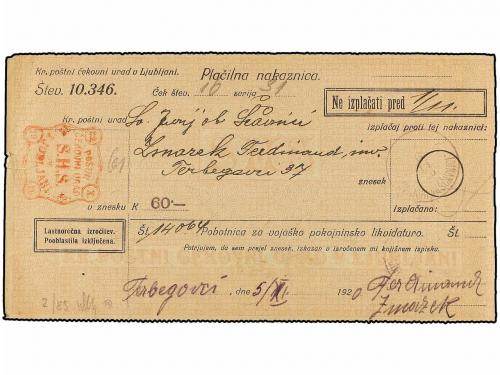 Kr. poštni čekovni urad v Ljubljani. Plačilna nakaznica.
Štev. 10.346. Ček štev. 10 serija 31
Ne izplačati pred 1/11.
Kr. poštni urad Sv. Jurij ob Ščavnici izplačaj proti tej nakaznici:
Zmazek Ferdinand, inv.
Terbegovci 37
znesek
S.H.S.
v znesku K 60·—
Izplačano:
Lastnoročna izročitev.
Pooblastila izključena.
Št. 14064 Pobotnica za vojaško pokojninsko likvidaturo. Št.
Potrjujem, da sem prejel znesek, izkazan o izročenem mi knjižnem izpisku.
Terbegovci, dne 5/XI. 1920. Ferdinand
Zmazek